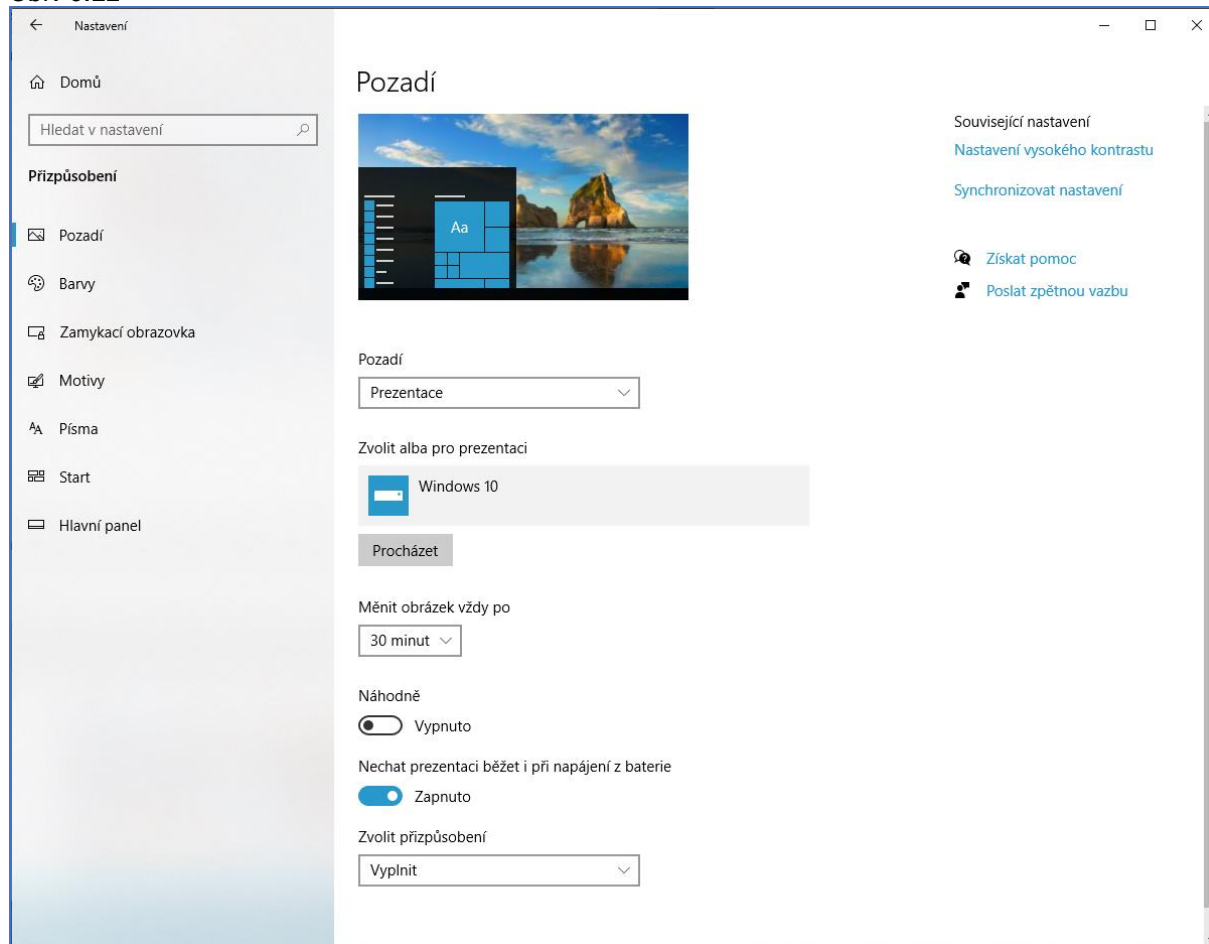 Nastavení
Domů
Hledat v nastavení
Přizpůsobení
Pozadí
Barvy
Zamykací obrazovka
Motivy
Písma
Start
Hlavní panel
Pozadí
Aa
Pozadí
Prezentace
Zvolit alba pro prezentaci
Windows 10
Procházet
Měnit obrázek vždy po
30 minut
Náhodně
Vypnuto
Nechat prezentaci běžet i při napájení z baterie
Zapnuto
Zvolit přizpůsobení
Vyplnit
Související nastavení
Nastavení vysokého kontrastu
Synchronizovat nastavení
Získat pomoc
Poslat zpětnou vazbu